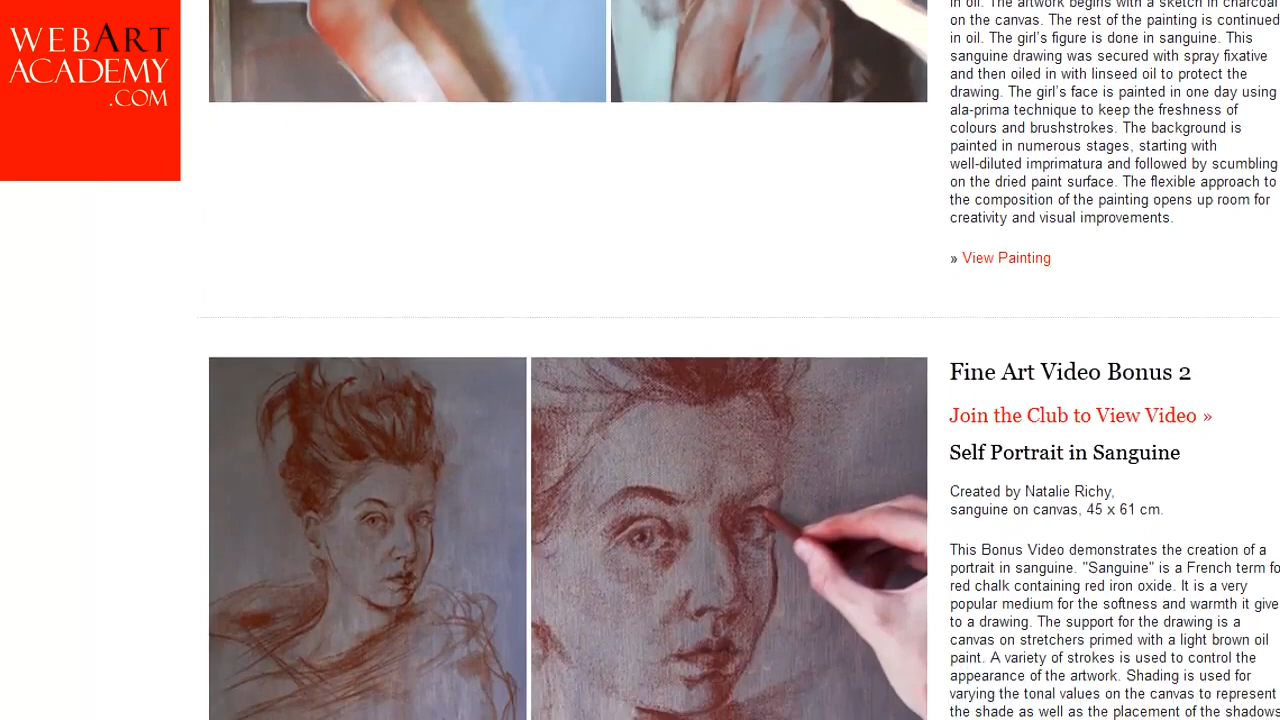 WEBART
ACADEMY
.COM
in oil. The artwork begins with a sketch in charcoal
on the canvas. The rest of the painting is continued
in oil. The girl's figure is done in sanguine. This
sanguine drawing was secured with spray fixative
and then oiled in with linseed oil to protect the
drawing. The girl's face is painted in one day using
ala-prima technique to keep the freshness of
colours and brushstrokes. The background is
painted in numerous stages, starting with
well-diluted imprimatura and followed by scumbling
on the dried paint surface. The flexible approach to
the composition of the painting opens up room for
creativity and visual improvements.
» View Painting
Fine Art Video Bonus 2
Join the Club to View Video »
Self Portrait in Sanguine
Created by Natalie Richy,
sanguine on canvas, 45 x 61 cm.
This Bonus Video demonstrates the creation of a
portrait in sanguine. "Sanguine" is a French term fo
red chalk containing red iron oxide. It is a very
popular medium for the softness and warmth it give
to a drawing. The support for the drawing is a
canvas on stretchers primed with a light brown oil
paint. A variety of strokes is used to control the
appearance of the artwork. Shading is used for
varying the tonal values on the canvas to represent
the shade as well as the placement of the shadows